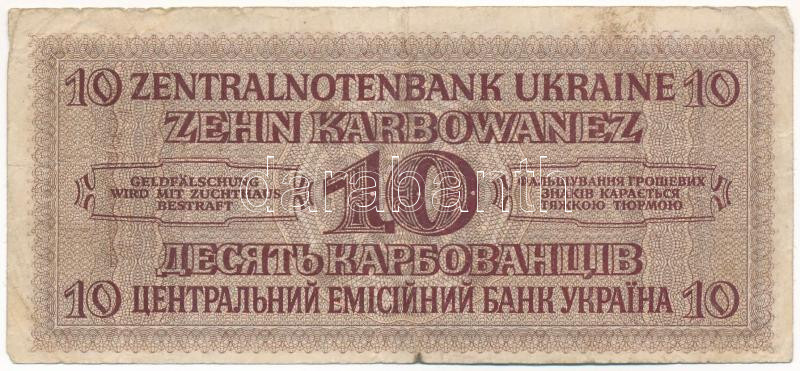 10 ZENTRALNOTENBANK UKRAINE 10
ZEHN KARBOWANEZ
GELDFÄLSCHUNG
WIRD MIT ZUCHTHAUS
BESTRAFT
10
ФАЛЬШУВАННЯ ГРОШЕВИХ
ЗНАКІВ КАРАЄТЬСЯ
ТЯЖКОЮ ТЮРМОЮ
darabanth
ДЕСЯТЬ КАРБОВАНЦІВ
10 ЦЕНТРАЛЬНИЙ ЕМІСІЙНИЙ БАНК УКРАЇНА 10